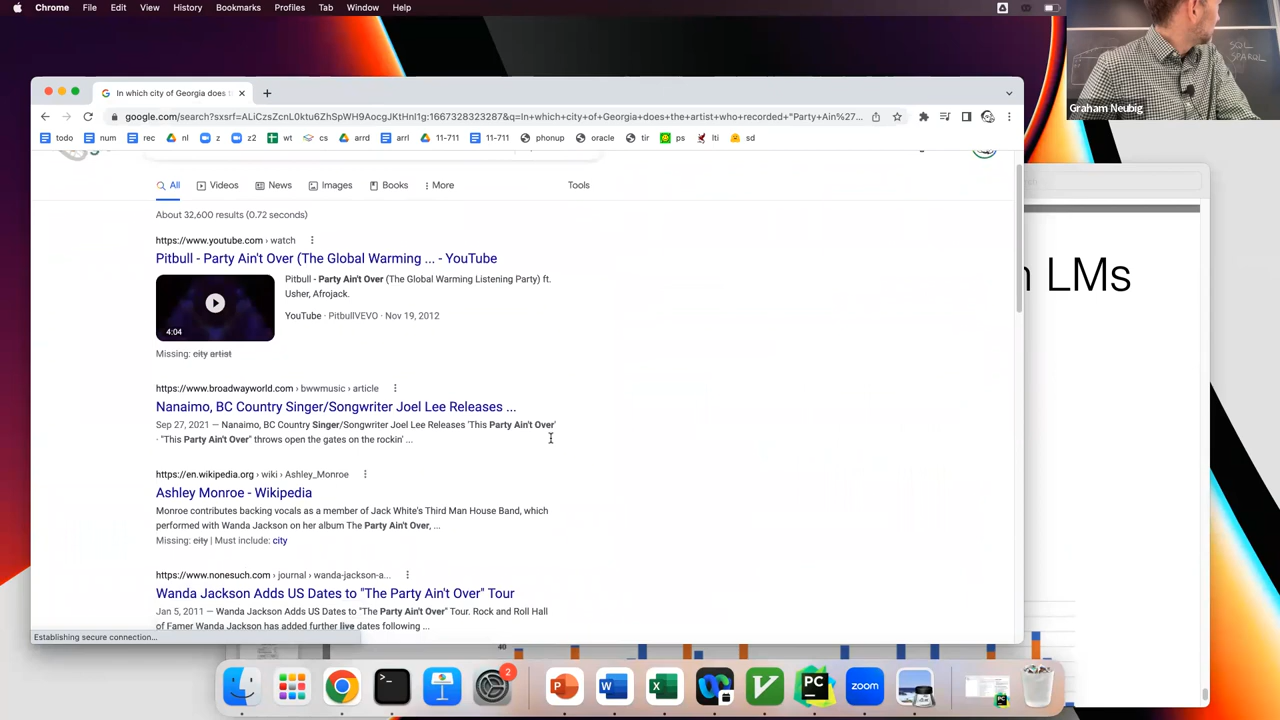 Chrome File Edit View History Bookmarks Profiles Tab Window Help
SQL
SPARQL
Graham Neubig
In which city of Georgia does t
google.com/search?sxsrf=ALiCzsZcnL0ktu6ZhSpWH9AocgJKtHnl1g:1667328323287&q=In+which+city+of+Georgia+does+the+artist+who+recorded+"Party+Ain%27...
todo num rec nl z z2 wt cs arrd 11-711 11-711 phonup oracle tir ps lti sd
All Videos News Images Books More Tools
About 32,600 results (0.72 seconds)
https://www.youtube.com › watch
Pitbull - Party Ain't Over (The Global Warming ... - YouTube
Pitbull - Party Ain't Over (The Global Warming Listening Party) ft.
Usher, Afrojack.
YouTube · PitbullVEVO · Nov 19, 2012
4:04
Missing: city artist
https://www.broadwayworld.com › bwwmusic › article
Nanaimo, BC Country Singer/Songwriter Joel Lee Releases ...
Sep 27, 2021 — Nanaimo, BC Country Singer/Songwriter Joel Lee Releases 'This Party Ain't Over'
· "This Party Ain't Over" throws open the gates on the rockin' ...
https://en.wikipedia.org › wiki › Ashley_Monroe
Ashley Monroe - Wikipedia
Monroe contributes backing vocals as a member of Jack White's Third Man House Band, which
performed with Wanda Jackson on her album The Party Ain't Over, ...
Missing: city | Must include: city
https://www.nonesuch.com › journal › wanda-jackson-a...
Wanda Jackson Adds US Dates to "The Party Ain't Over" Tour
Jan 5, 2011 — Wanda Jackson Adds US Dates to "The Party Ain't Over" Tour. Rock and Roll Hall
of Famer Wanda Jackson has added further live dates following ...
Establishing secure connection...
LMs
40
2
zoom